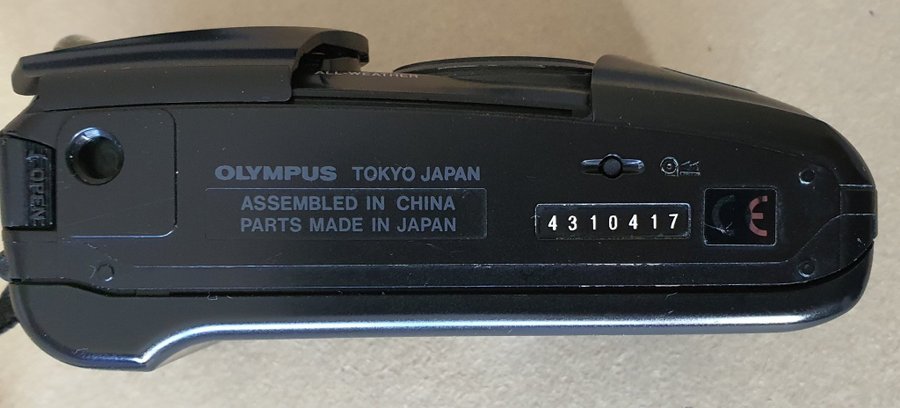 ALL-WEATHER
OPEN
OLYMPUS TOKYO JAPAN
ASSEMBLED IN CHINA
PARTS MADE IN JAPAN
4310417
CE